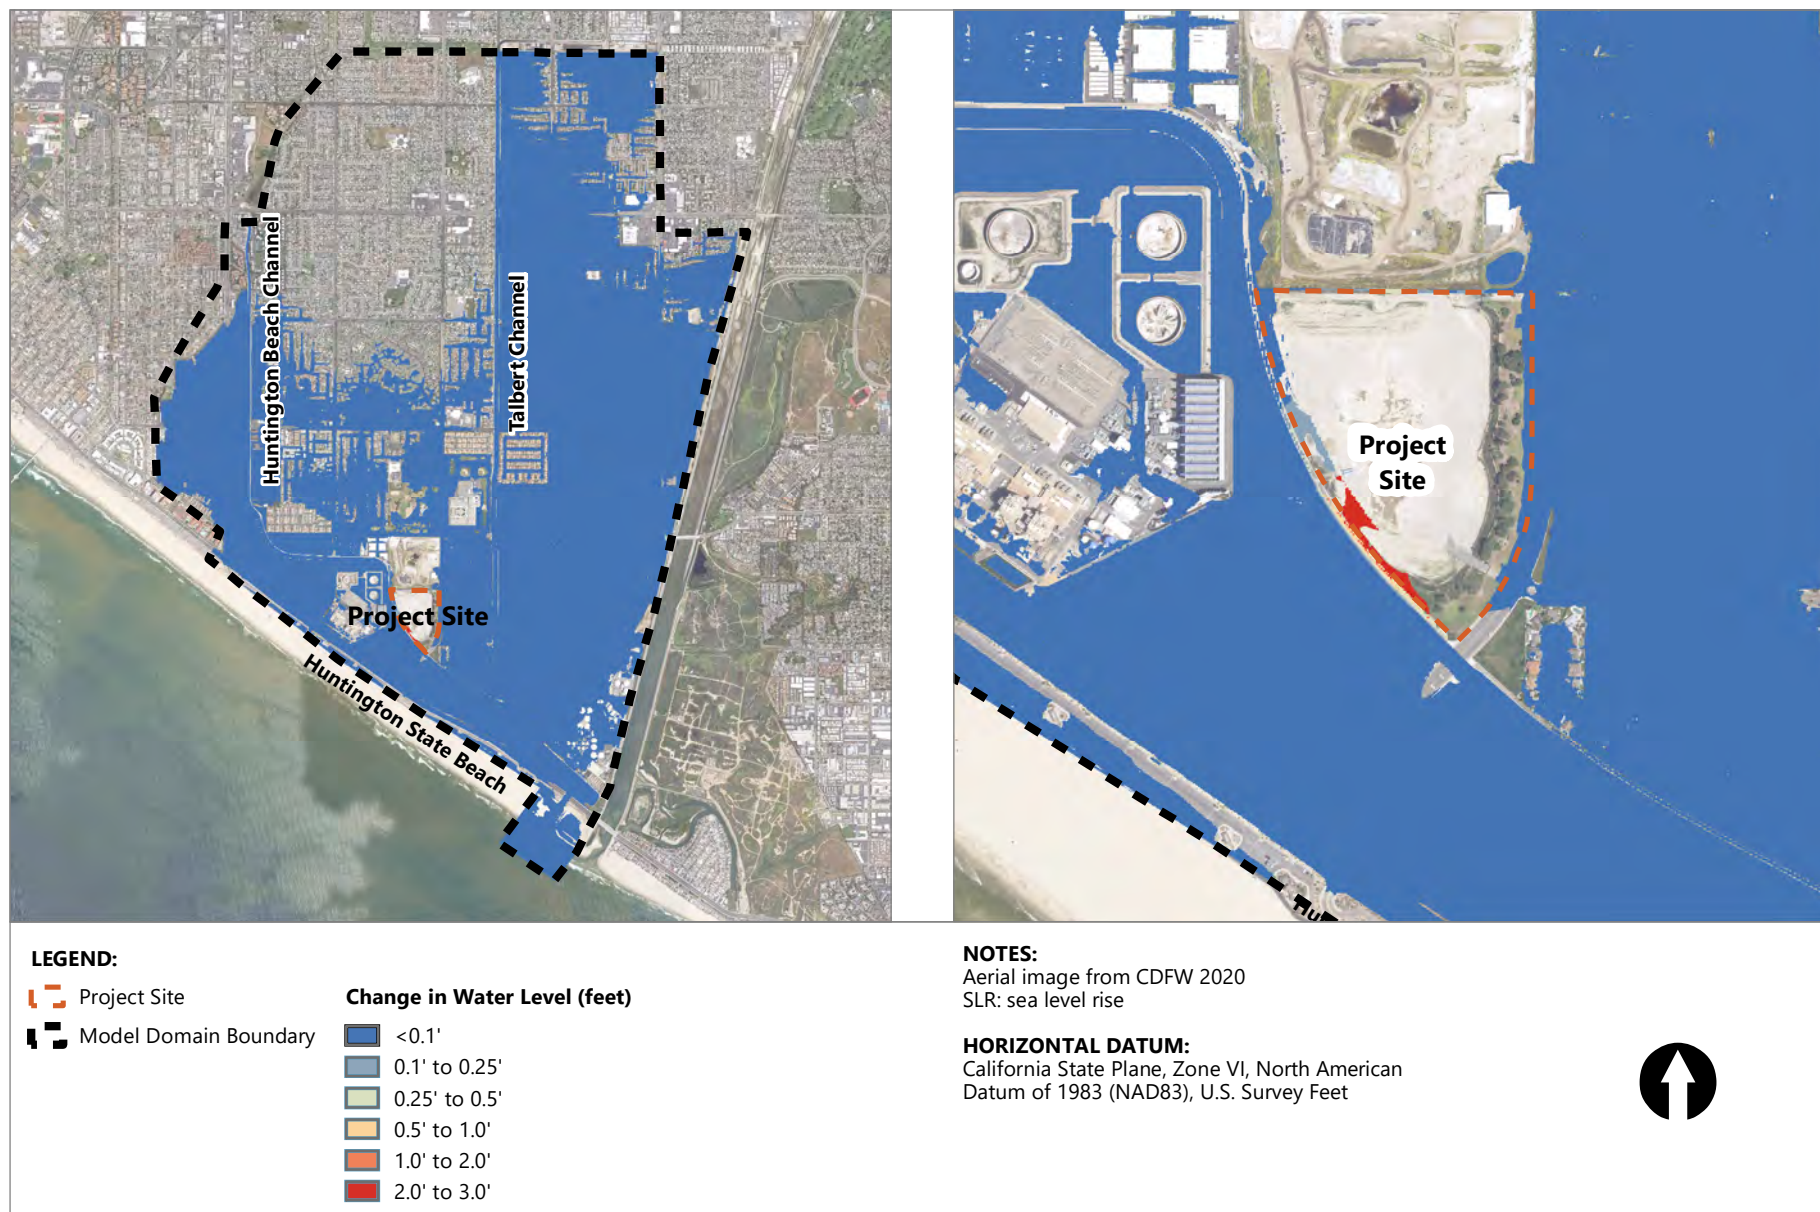 Huntington Beach Channel
Talbert Channel
Project Site
Huntington State Beach
Project
Site
Hu
LEGEND:
Project Site
Model Domain Boundary
Change in Water Level (feet)
<0.1'
0.1' to 0.25'
0.25' to 0.5'
0.5' to 1.0'
1.0' to 2.0'
2.0' to 3.0'
NOTES:
Aerial image from CDFW 2020
SLR: sea level rise
HORIZONTAL DATUM:
California State Plane, Zone VI, North American
Datum of 1983 (NAD83), U.S. Survey Feet